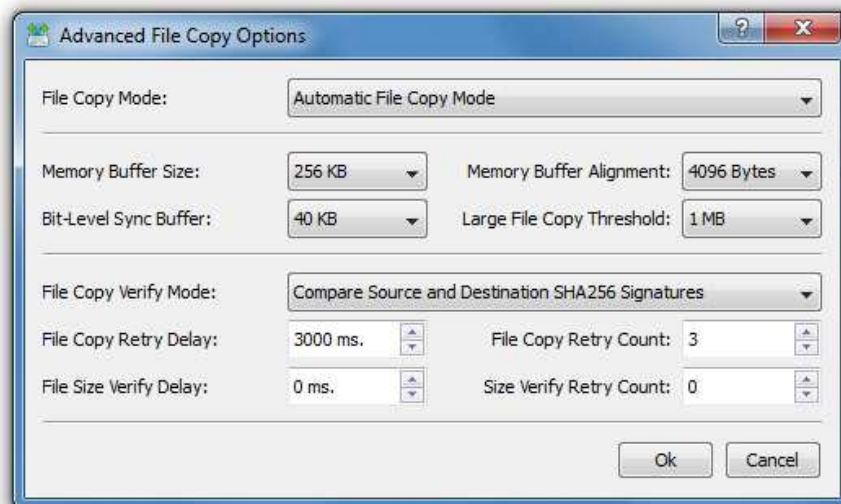 Advanced File Copy Options
?
File Copy Mode: Automatic File Copy Mode
Memory Buffer Size: 256 KB Memory Buffer Alignment: 4096 Bytes
Bit-Level Sync Buffer: 40 KB Large File Copy Threshold: 1 MB
File Copy Verify Mode: Compare Source and Destination SHA256 Signatures
File Copy Retry Delay: 3000 ms. File Copy Retry Count: 3
File Size Verify Delay: 0 ms. Size Verify Retry Count: 0
Ok Cancel